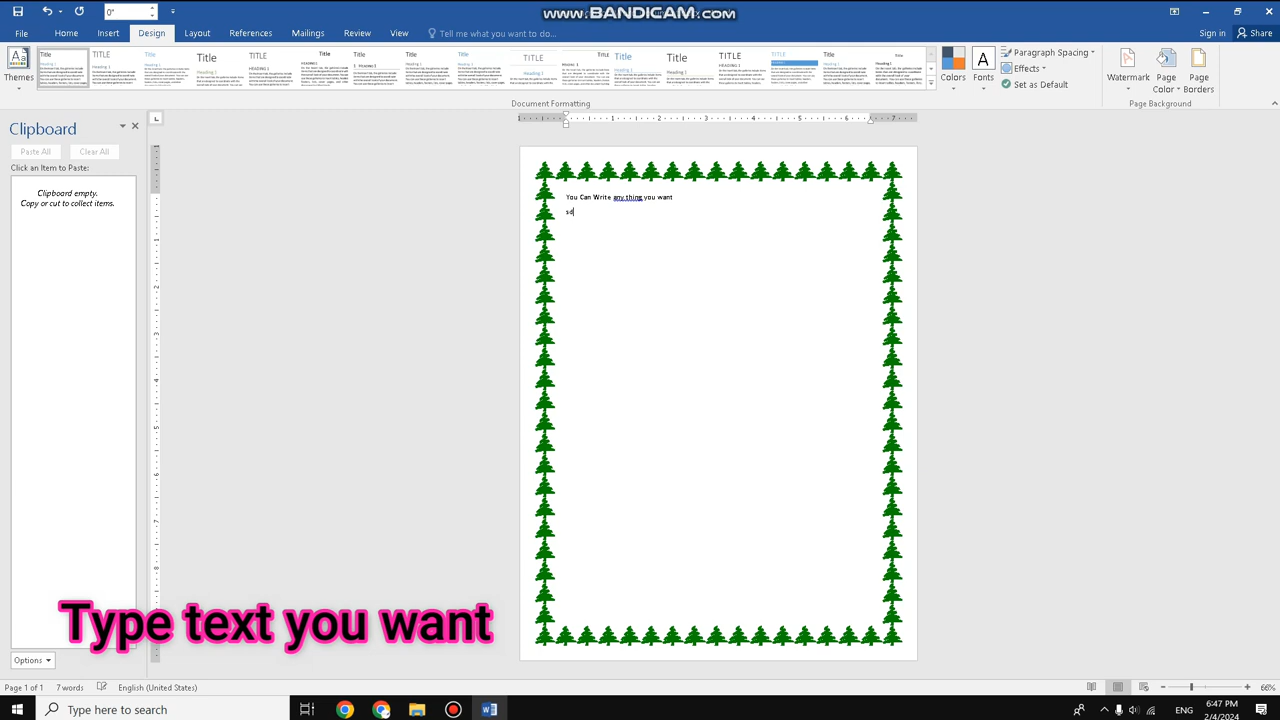 0°
www.BANDICAM.com
File Home Insert Design Layout References Mailings Review View Tell me what you want to do... Sign in
Colors
Fonts
Paragraph Spacing
Effects
Set as Default
Watermark
Page Color
Page Borders
Document Formatting
Page Background
Clipboard
Paste All Clear All
Click an Item to Paste:
Clipboard empty.
Copy or cut to collect items.
You Can Write any thing you want
sd
Type text you want
Options
Page 1 of 1 7 words English (United States) 66%
Type here to search
ENG
6:47 PM
2/4/2024